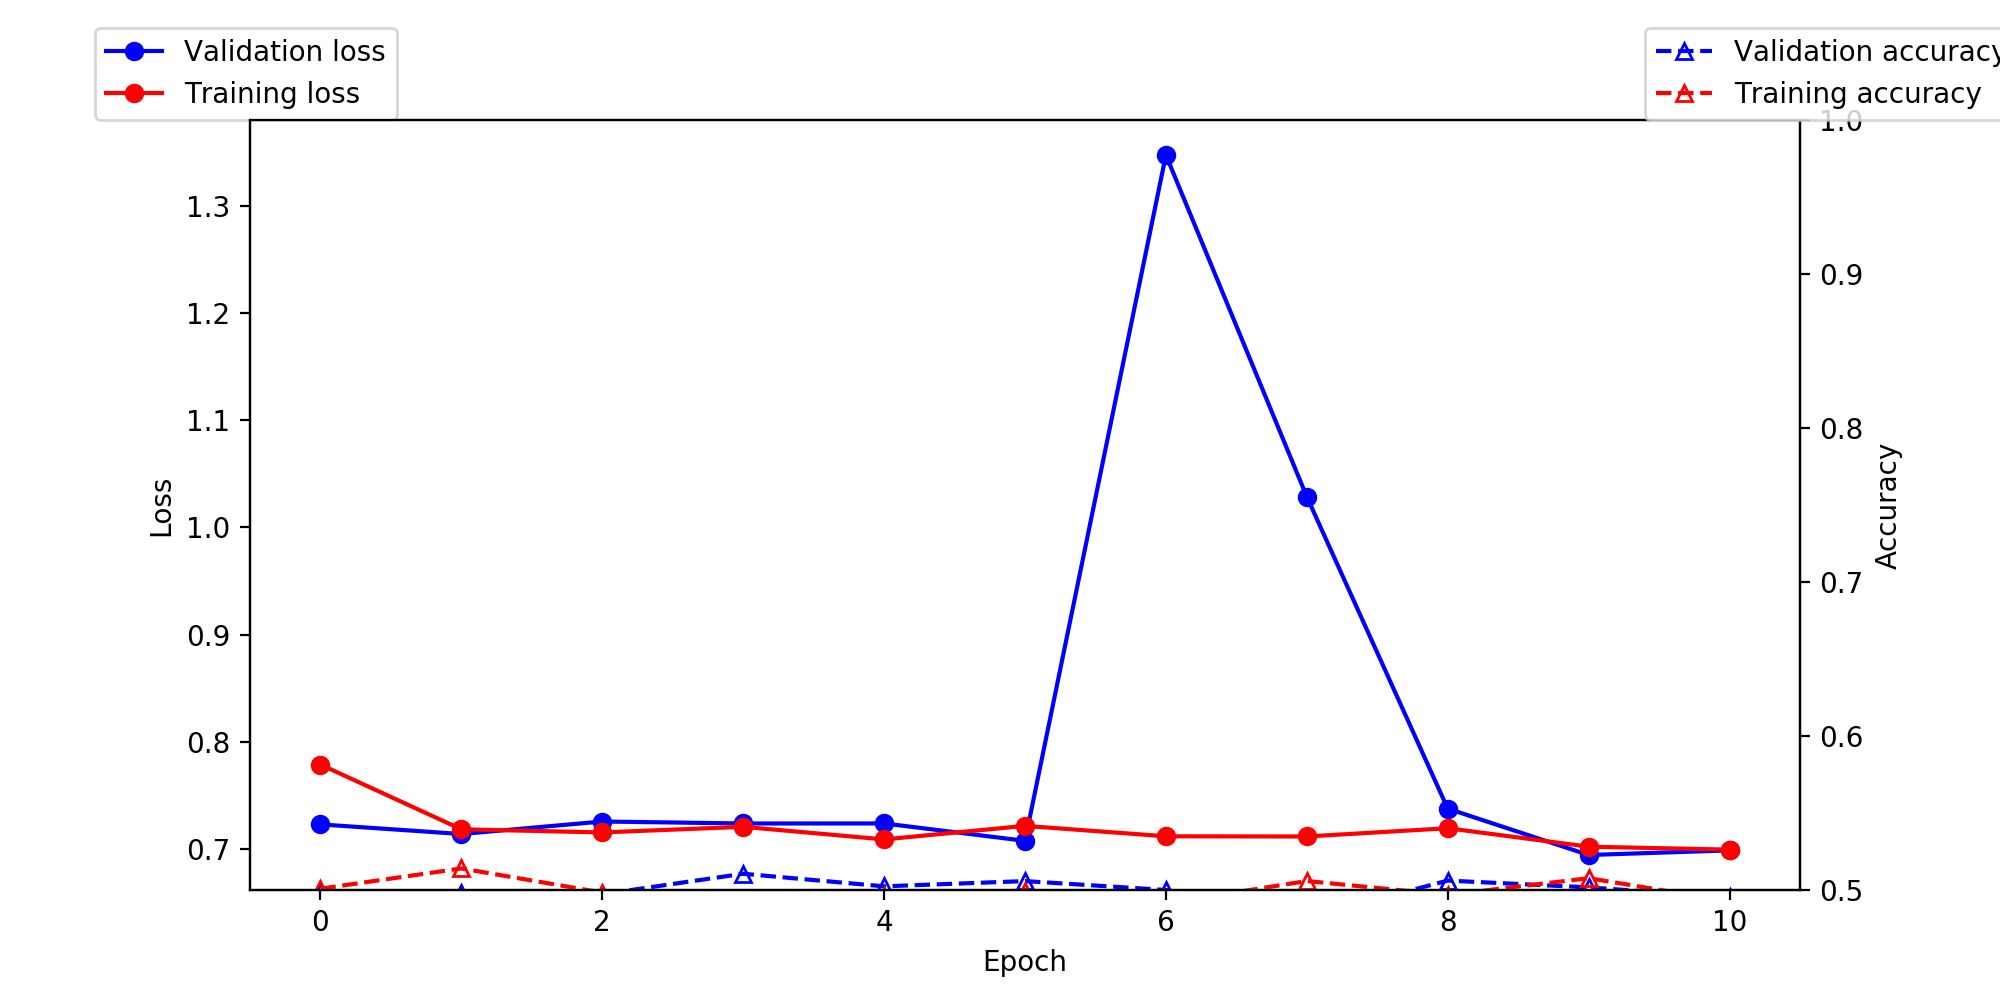 Validation loss
Training loss
Validation accuracy
Training accuracy
1.3
1.2
1.1
1.0
0.9
0.8
0.7
Loss
1.0
0.9
0.8
0.7
0.6
0.5
Accuracy
0
2
4
6
8
10
Epoch